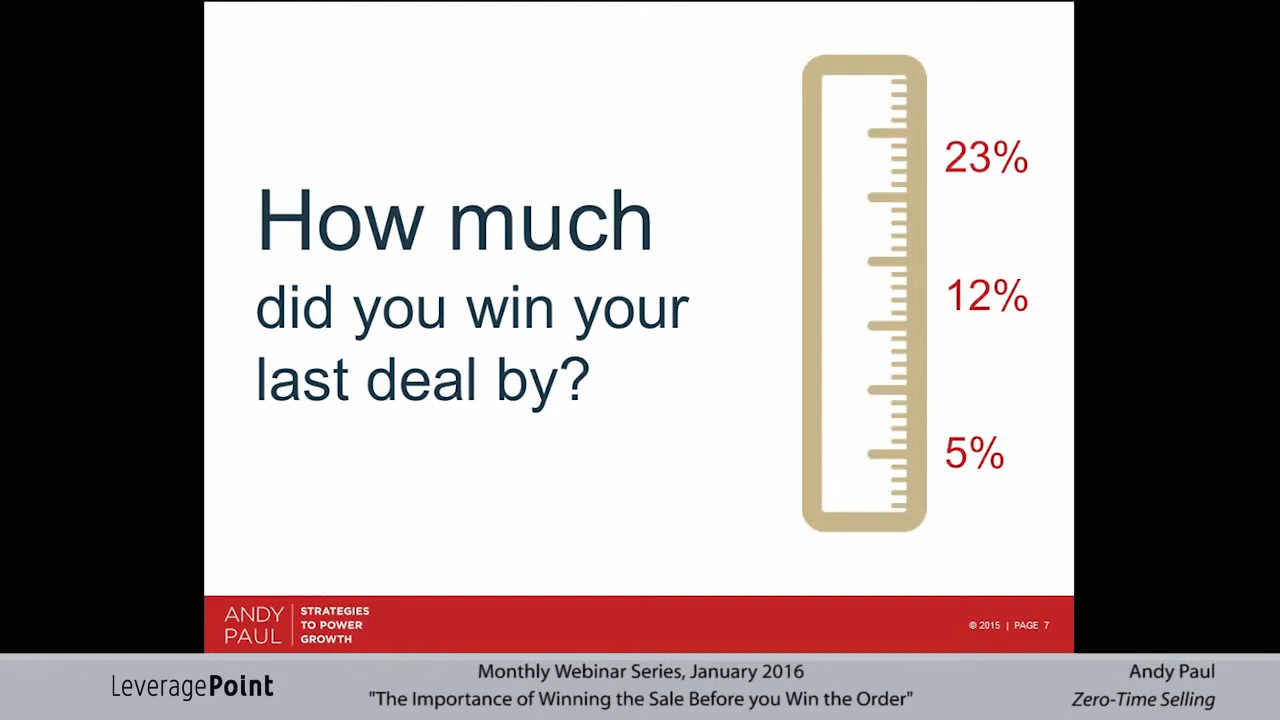 How much
did you win your
last deal by?
23%
12%
5%
ANDY PAUL
STRATEGIES
TO POWER
GROWTH
© 2015 | PAGE 7
LeveragePoint
Monthly Webinar Series, January 2016
"The Importance of Winning the Sale Before you Win the Order"
Andy Paul
Zero-Time Selling